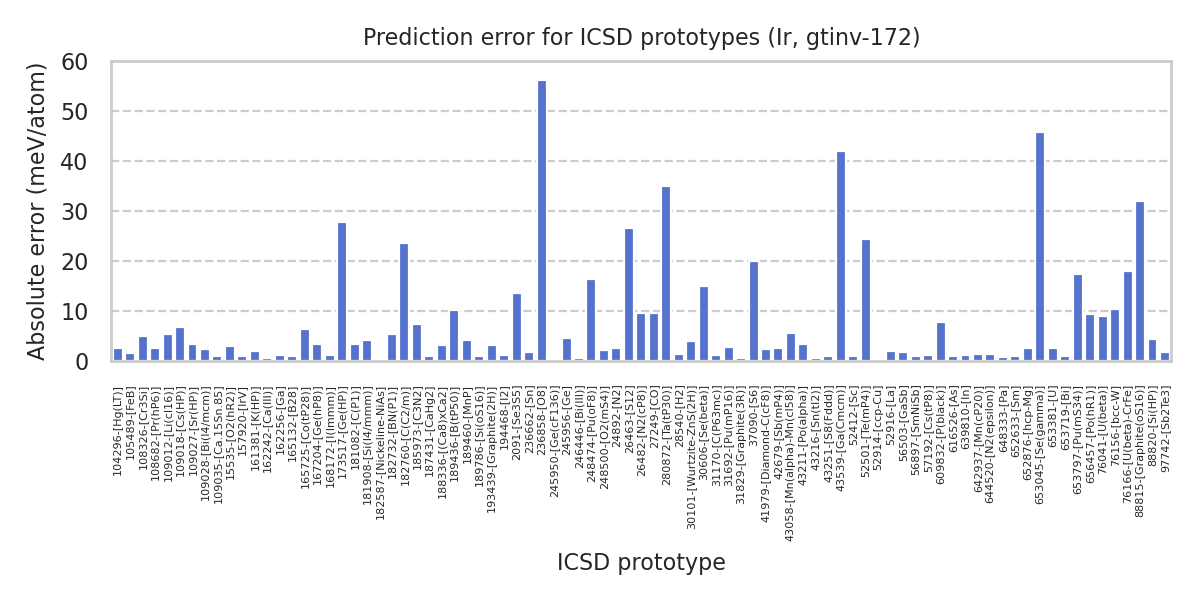 Prediction error for ICSD prototypes (Ir, gtinv-172)
Absolute error (meV/atom)
60
50
40
30
20
10
0
104296-[Hg(LT)]
105489-[FeB]
108326-[Cr3Si]
108682-[Pr(hP6)]
109012-[Li(cI16)]
109018-[Cs(HP)]
109027-[Sr(HP)]
109028-[Bi(I4/mcm)]
109035-[Ca.15Sn.85]
15535-[O2(hR2)]
157920-[IrV]
161381-[K(HP)]
162242-[Ca(III)]
162256-[Ga]
165132-[B28]
165725-[Co(tP28)]
167204-[Ge(hP8)]
168172-[I(Immm)]
173517-[Ge(HP)]
181082-[C(P1)]
181908-[Si(I4/mmm)]
182587-[Nickeline-NiAs]
182732-[BN(P1)]
182760-[C(C2/m)]
185973-[C3N2]
187431-[CaHg2]
188336-[(Ca8)xCa2]
189436-[B(tP50)]
189460-[MnP]
189786-[Si(oS16)]
193439-[Graphite(2H)]
194468-[I2]
2091-[Se3S5]
236662-[Sn]
236858-[O8]
245950-[Ge(cF136)]
245956-[Ge]
246446-[Bi(III)]
248474-[Pu(oF8)]
248500-[O2(mS4)]
24892-[N2]
26463-[S12]
26482-[N2(cP8)]
27249-[CO]
280872-[Ta(tP30)]
28540-[H2]
30101-[Wurtzite-ZnS(2H)]
30606-[Se(beta)]
31170-[C(P63mc)]
31692-[Pu(mP16)]
31829-[Graphite(3R)]
37090-[S6]
41979-[Diamond-C(cF8)]
42679-[Sb(mP4)]
43058-[Mn(alpha)-Mn(cI58)]
43211-[Po(alpha)]
43216-[Sn(tI2)]
43251-[S8(Fddd)]
43539-[Ga(Cmcm)]
52412-[Sc]
52501-[Te(mP4)]
52914-[ccp-Cu]
52916-[La]
56503-[GaSb]
56897-[SmNiSb]
57192-[Cs(tP8)]
609832-[P(black)]
616526-[As]
639810-[In]
642937-[Mn(cP20)]
644520-[N2(epsilon)]
648333-[Pa]
652633-[Sm]
652876-[hcp-Mg]
653045-[Se(gamma)]
653381-[U]
653719-[I]
653797-[Pu(mS34)]
656457-[Po(hR1)]
76041-[U(beta)]
76156-[bcc-W]
76166-[U(beta)-CrFe]
88815-[Graphite(oS16)]
88820-[Si(HP)]
97742-[Sb2Te3]
ICSD prototype